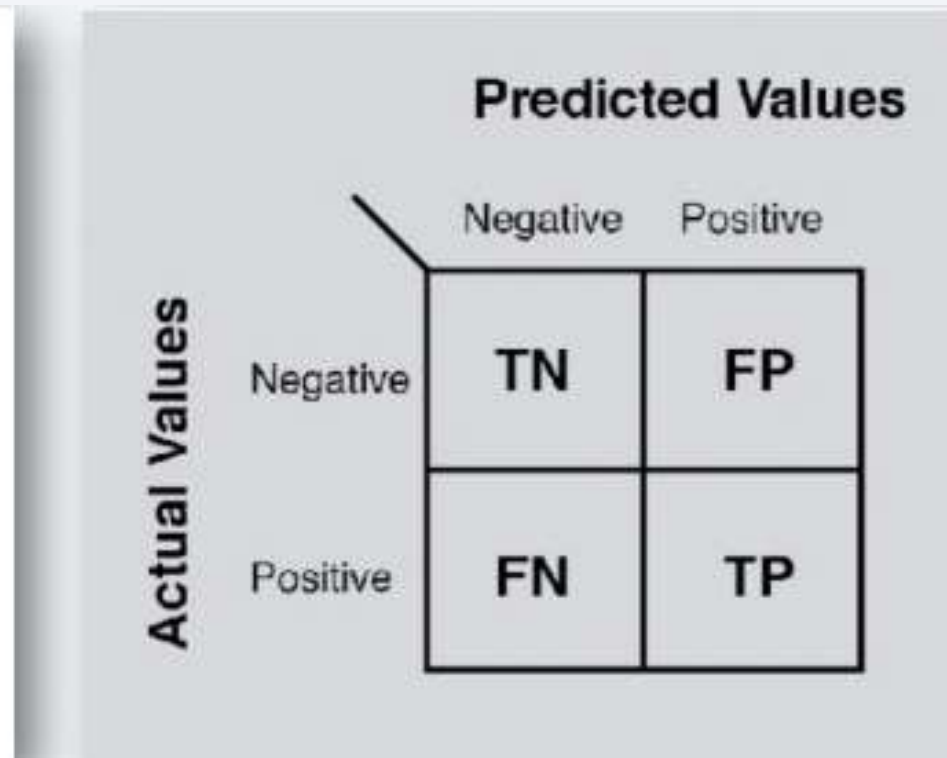 Predicted Values
Negative Positive
Actual Values
Negative TN FP
Positive FN TP